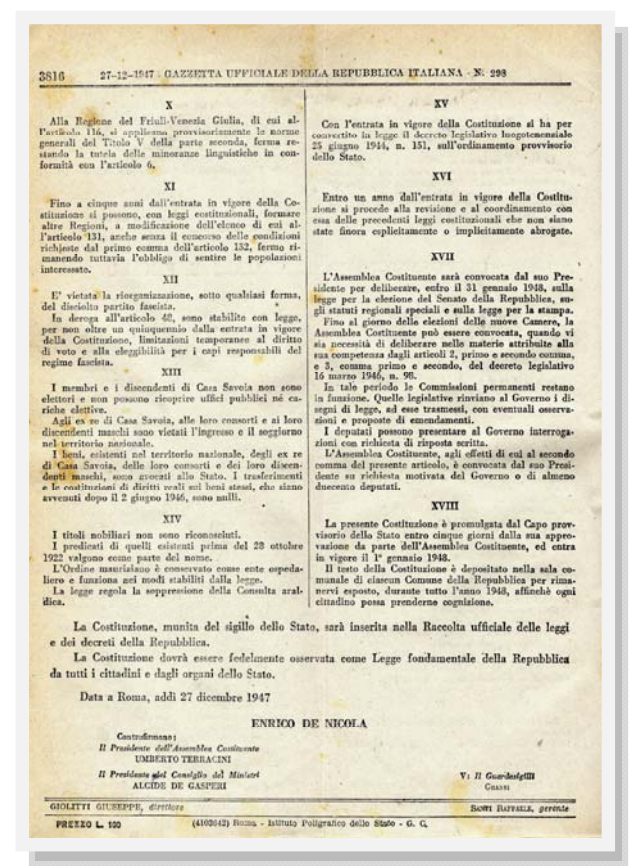 3816 27-12-1947 - GAZZETTA UFFICIALE DELLA REPUBBLICA ITALIANA - N. 298
X
Alla Regione del Friuli-Venezia Giulia, di cui al-
l'articolo 116, si applicano provvisoriamente le norme
generali del Titolo V della parte seconda, ferma re-
stando la tutela delle minoranze linguistiche in con-
formità con l'articolo 6.
XI
Fino a cinque anni dall'entrata in vigore della Co-
stituzione si possono, con leggi costituzionali, formare
altre Regioni, a modificazione dell'elenco di cui al-
l'articolo 131, anche senza il concorso delle condizioni
richieste dal primo comma dell'articolo 132, fermo ri-
manendo tuttavia l'obbligo di sentire le popolazioni
interessate.
XII
E' vietata la riorganizzazione, sotto qualsiasi forma,
del disciolto partito fascista.
In deroga all'articolo 48, sono stabilite con legge,
per non oltre un quinquennio dalla entrata in vigore
della Costituzione, limitazioni temporanee al diritto
di voto e alla eleggibilità per i capi responsabili del
regime fascista.
XIII
I membri e i discendenti di Casa Savoia non sono
elettori e non possono ricoprire uffici pubblici né ca-
riche elettive.
Agli ex re di Casa Savoia, alle loro consorti e ai loro
discendenti maschi sono vietati l'ingresso e il soggiorno
nel territorio nazionale.
I beni, esistenti nel territorio nazionale, degli ex re
di Casa Savoia, delle loro consorti e dei loro discen-
denti maschi, sono avocati allo Stato. I trasferimenti
e le costituzioni di diritti reali sui beni stessi, che siano
avvenuti dopo il 2 giugno 1946, sono nulli.
XIV
I titoli nobiliari non sono riconosciuti.
I predicati di quelli esistenti prima del 28 ottobre
1922 valgono come parte del nome.
L'Ordine mauriziano è conservato come ente ospeda-
liero e funziona nei modi stabiliti dalla legge.
La legge regola la soppressione della Consulta aral-
dica.
XV
Con l'entrata in vigore della Costituzione si ha per
convertito in legge il decreto legislativo luogotenenziale
25 giugno 1944, n. 151, sull'ordinamento provvisorio
dello Stato.
XVI
Entro un anno dall'entrata in vigore della Costitu-
zione si procede alla revisione e al coordinamento con
essa delle precedenti leggi costituzionali che non siano
state finora esplicitamente o implicitamente abrogate.
XVII
L'Assemblea Costituente sarà convocata dal suo Pre-
sidente per deliberare, entro il 31 gennaio 1948, sulla
legge per la elezione del Senato della Repubblica, su-
gli statuti regionali speciali e sulla legge per la stampa.
Fino al giorno delle elezioni delle nuove Camere, la
Assemblea Costituente può essere convocata, quando vi
sia necessità di deliberare nelle materie attribuite alla
sua competenza dagli articoli 2, primo e secondo comma,
e 3, comma primo e secondo, del decreto legislativo
16 marzo 1946, n. 98.
In tale periodo le Commissioni permanenti restano
in funzione. Quelle legislative rinviano al Governo i di-
segni di legge, ad esse trasmessi, con eventuali osserva-
zioni e proposte di emendamenti.
I deputati possono presentare al Governo interroga-
zioni con richiesta di risposta scritta.
L'Assemblea Costituente, agli effetti di cui al secondo
comma del presente articolo, è convocata dal suo Presi-
dente su richiesta motivata del Governo o di almeno
duecento deputati.
XVIII
La presente Costituzione è promulgata dal Capo prov-
visorio dello Stato entro cinque giorni dalla sua appro-
vazione da parte dell'Assemblea Costituente, ed entra
in vigore il 1° gennaio 1948.
Il testo della Costituzione è depositato nella sala co-
munale di ciascun Comune della Repubblica per rima-
nervi esposto, durante tutto l'anno 1948, affinchè ogni
cittadino possa prenderne cognizione.
La Costituzione, munita del sigillo dello Stato, sarà inserita nella Raccolta ufficiale delle leggi
e dei decreti della Repubblica.
La Costituzione dovrà essere fedelmente osservata come Legge fondamentale della Repubblica
da tutti i cittadini e dagli organi dello Stato.
Data a Roma, addì 27 dicembre 1947
ENRICO DE NICOLA
Controfirmano:
Il Presidente dell'Assemblea Costituente
UMBERTO TERRACINI
Il Presidente del Consiglio dei Ministri
ALCIDE DE GASPERI
V: Il Guardasigilli
GRASSI
GIOLITTI GIUSEPPE, direttore SANTI RAFFAELE, gerente
PREZZO L. 100 (4103642) Roma - Istituto Poligrafico dello Stato - G. C.